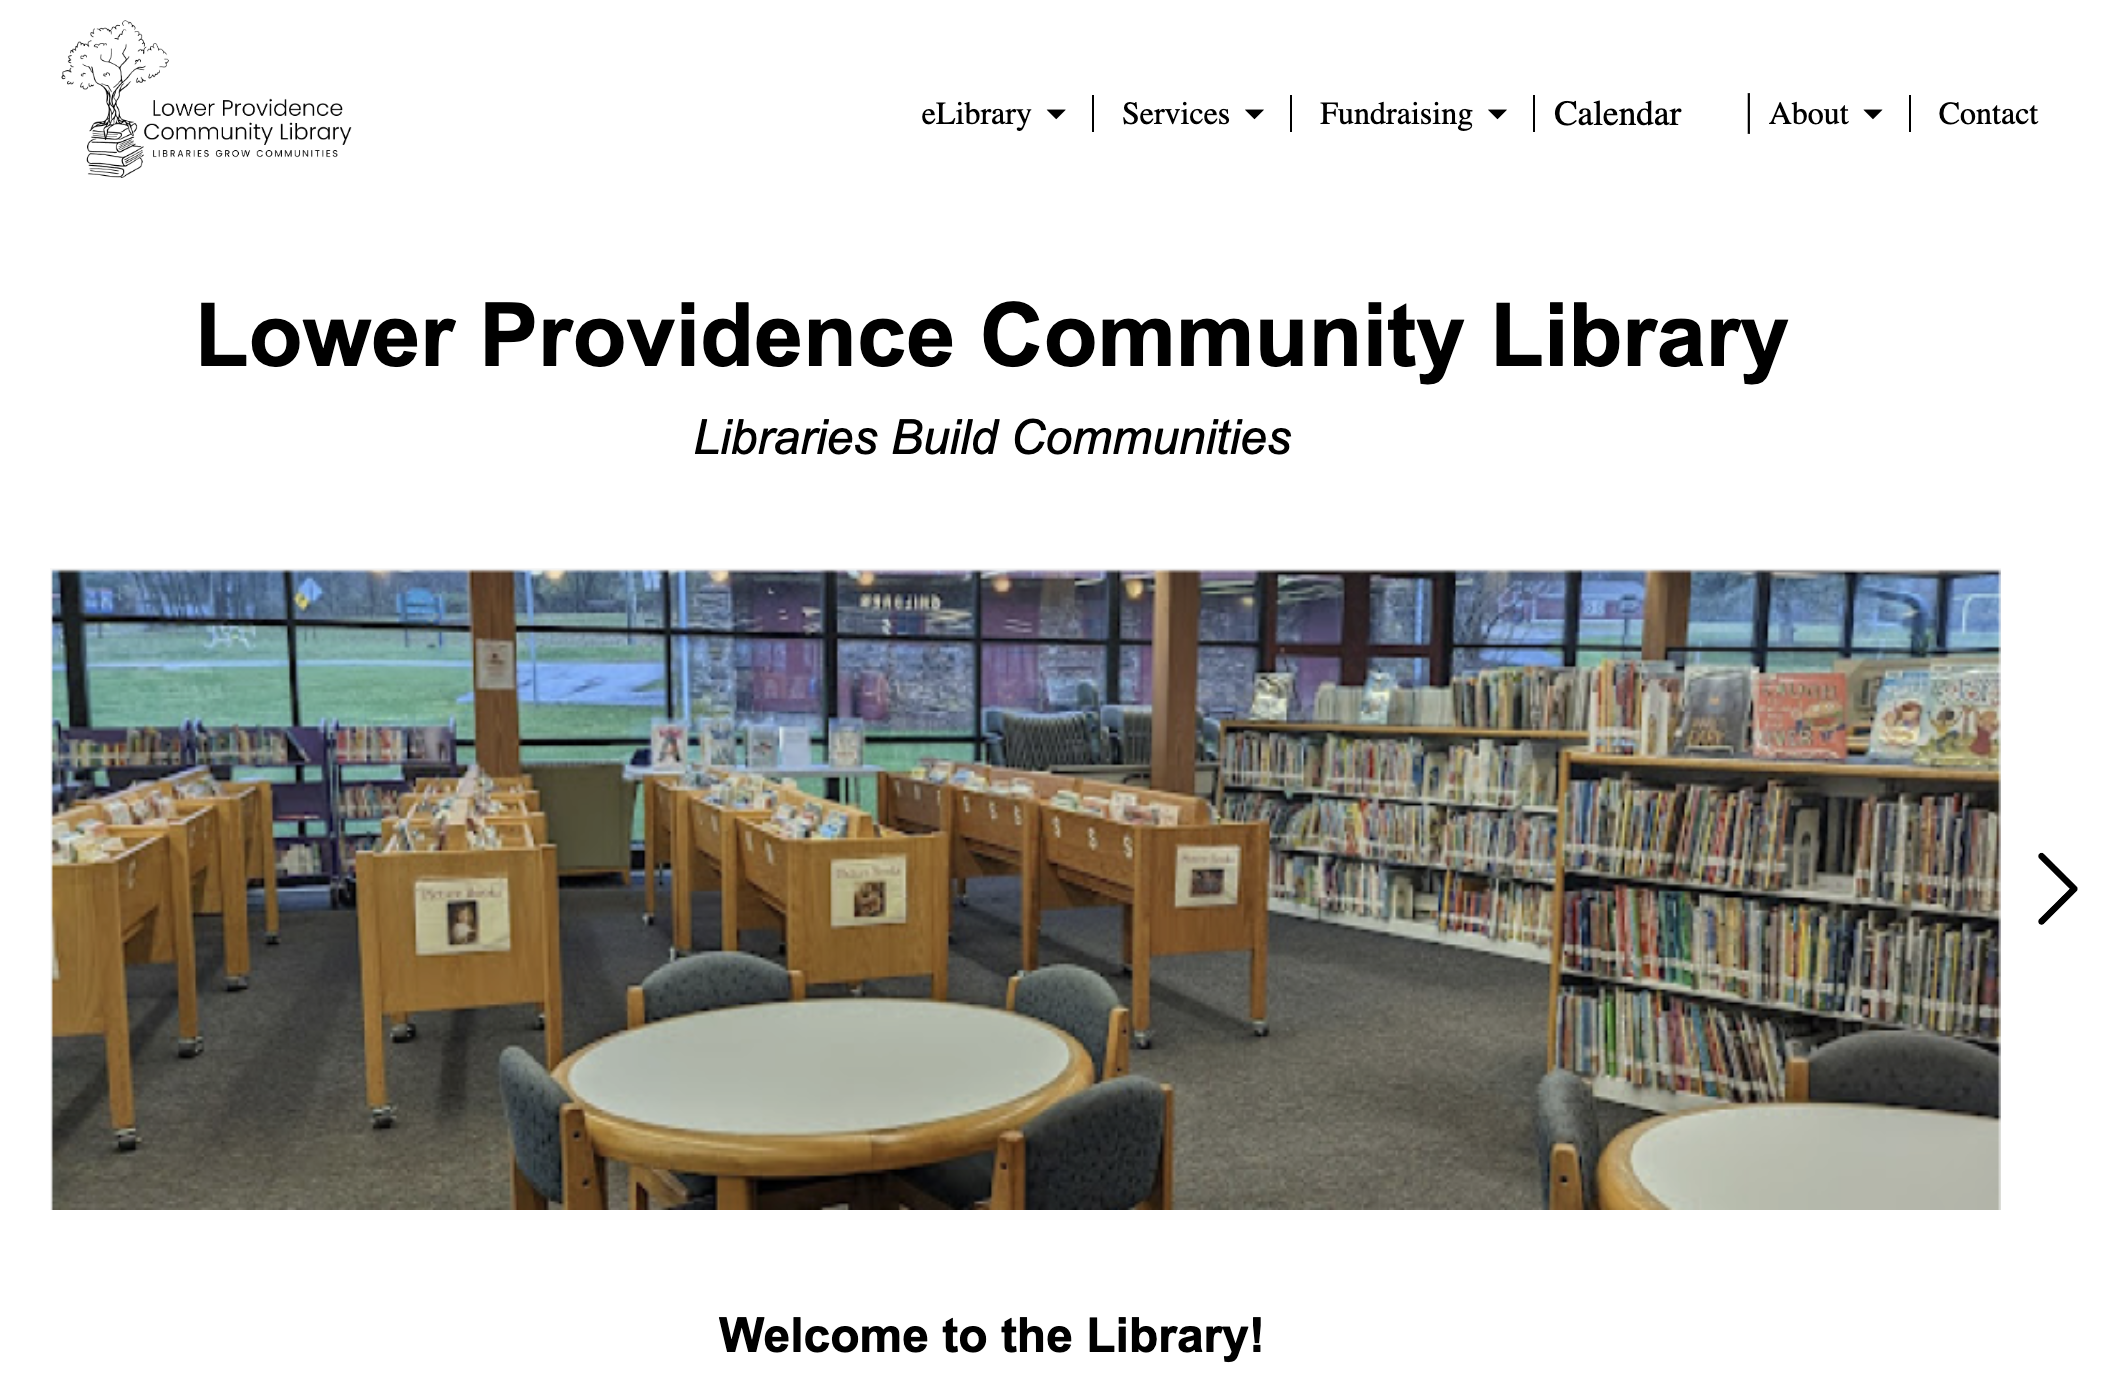 Lower Providence
Community Library
LIBRARIES GROW COMMUNITIES
eLibrary
Services
Fundraising
Calendar
About
Contact
Lower Providence Community Library
Libraries Build Communities
Picture Books
Picture Books
Picture Books
Welcome to the Library!